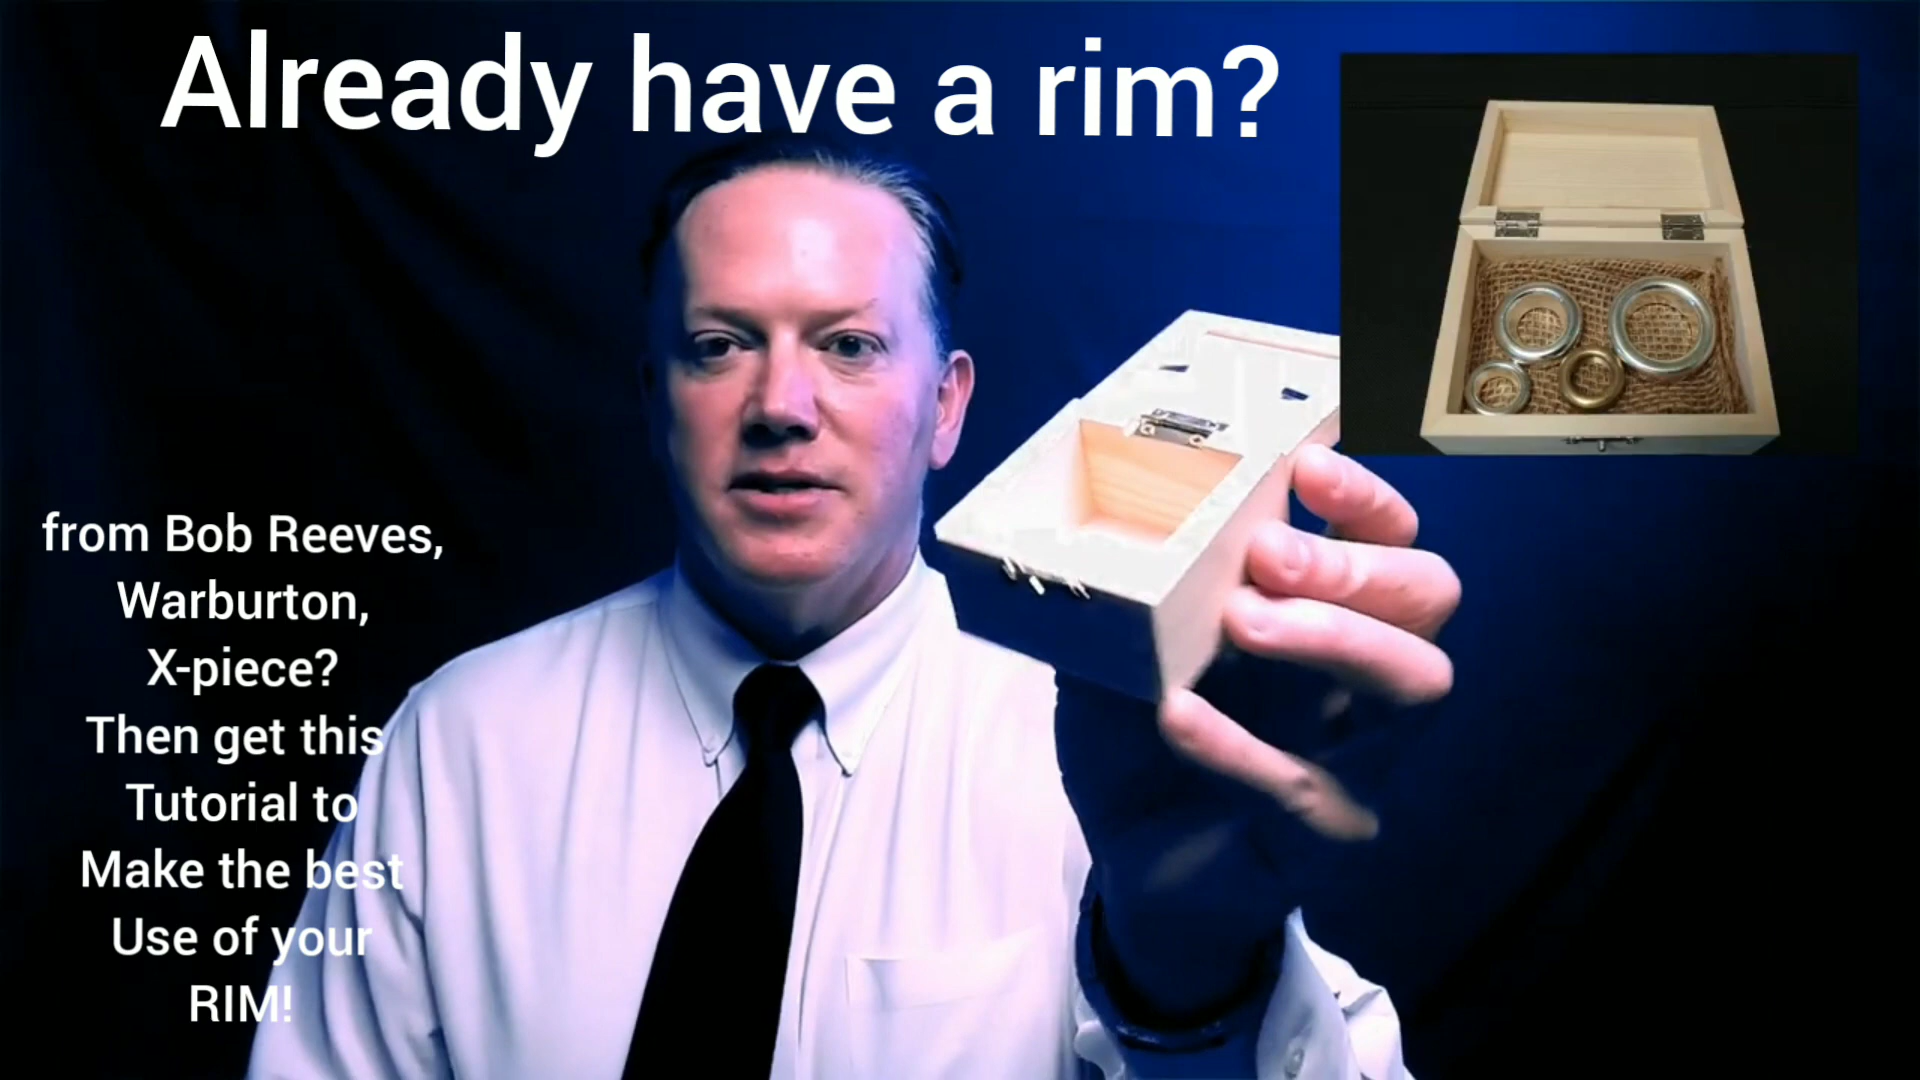 Already have a rim?
from Bob Reeves,
Warburton,
X-piece?
Then get this
Tutorial to
Make the best
Use of your
RIM!